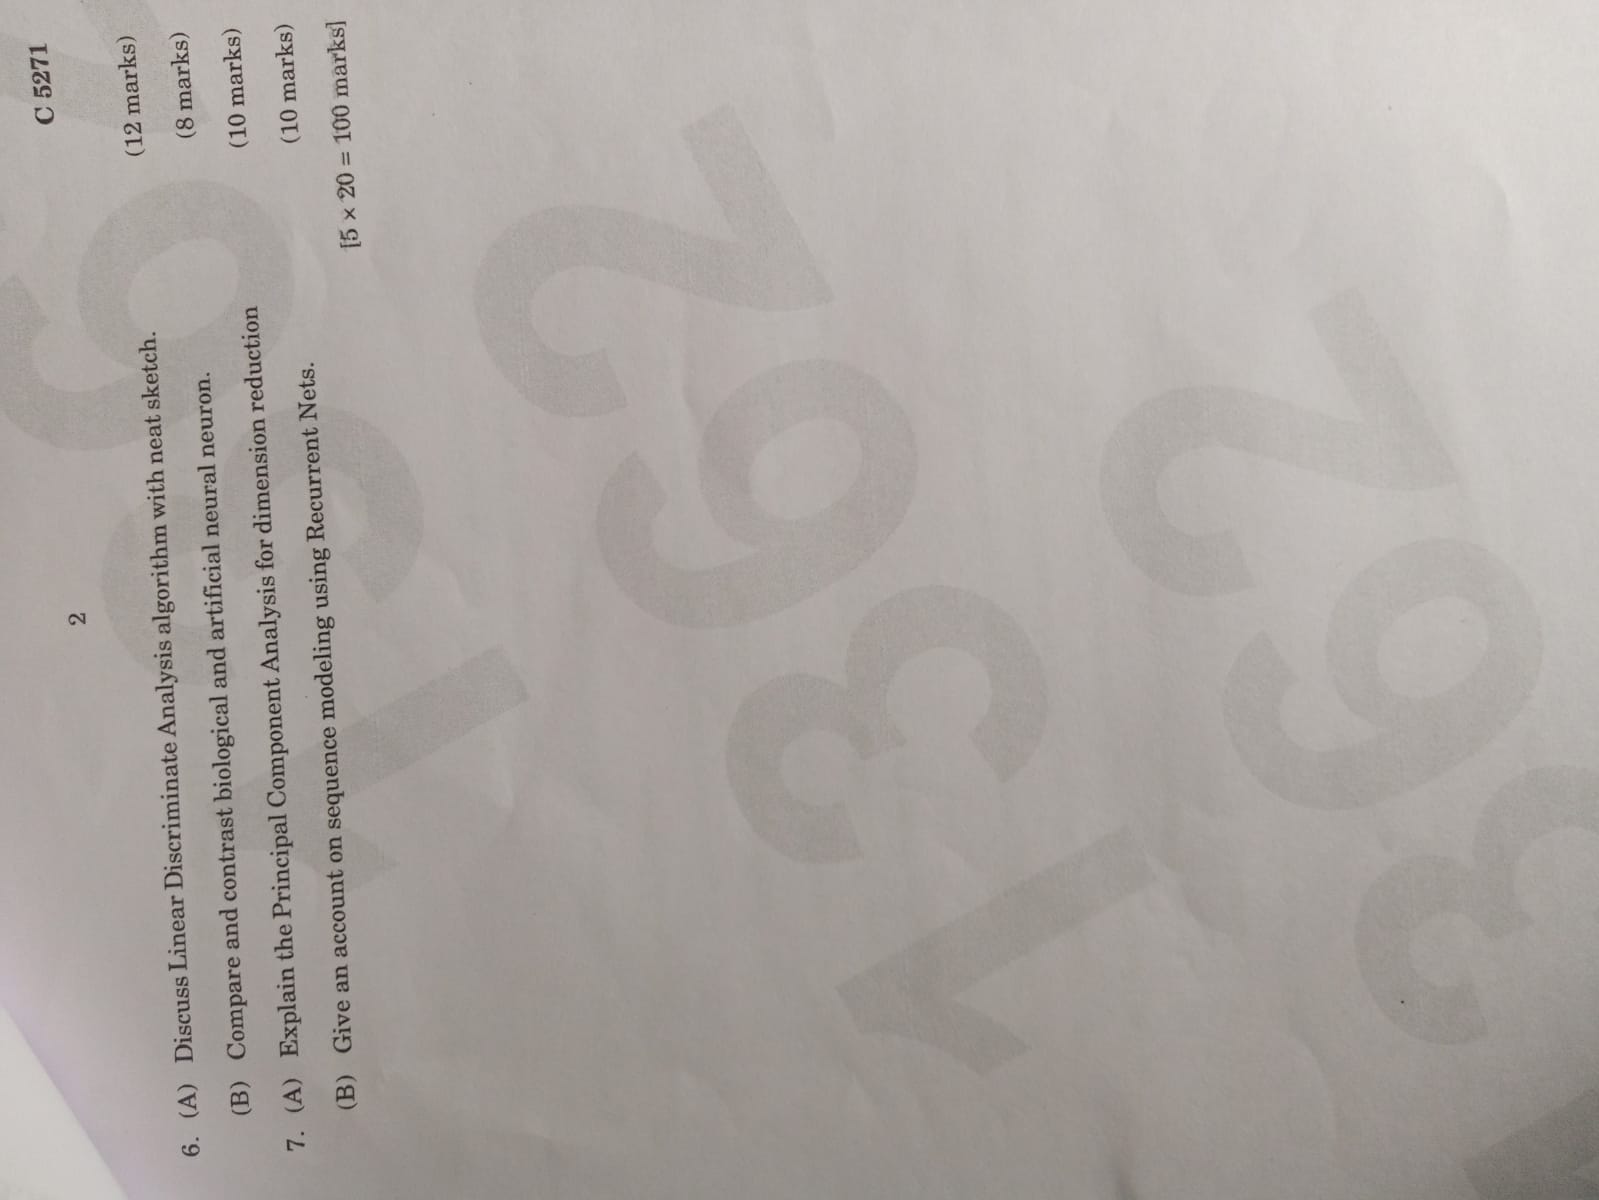 C 5271
2
6. (A) Discuss Linear Discriminate Analysis algorithm with neat sketch. (12 marks)
(B) Compare and contrast biological and artificial neural neuron. (8 marks)
7. (A) Explain the Principal Component Analysis for dimension reduction (10 marks)
(B) Give an account on sequence modeling using Recurrent Nets. (10 marks)
[5 × 20 = 100 marks]